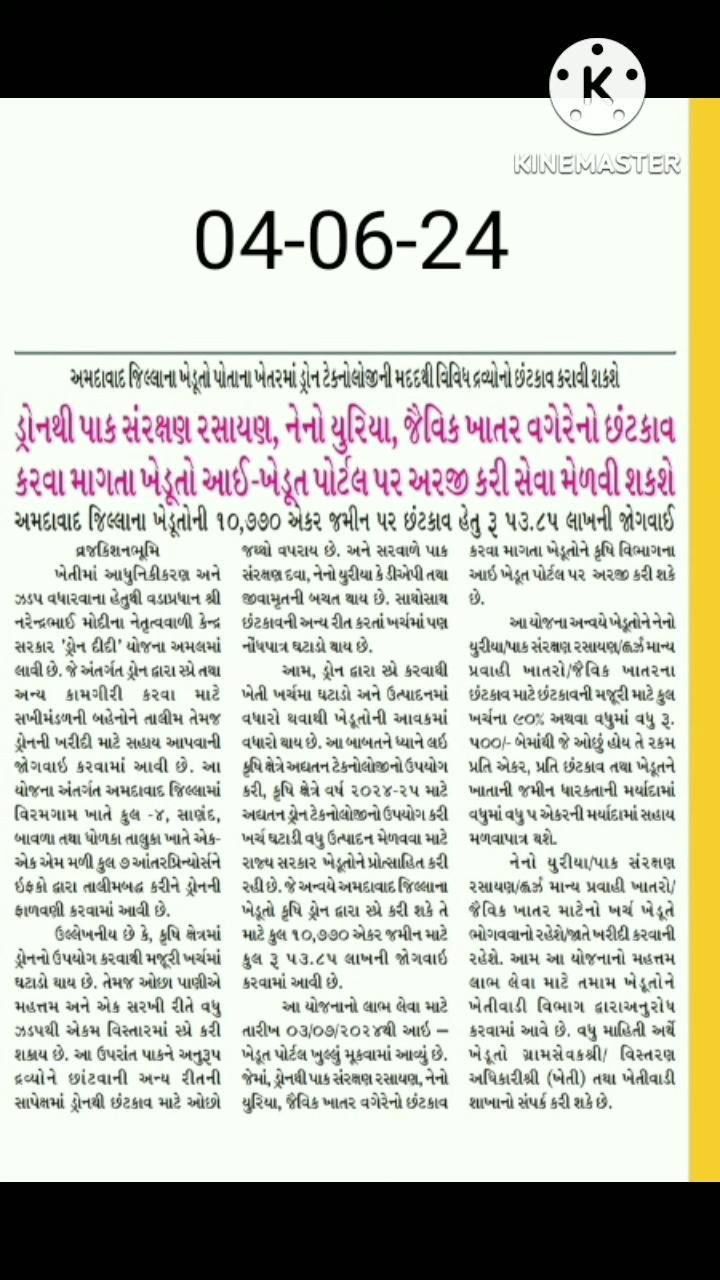 K
KINEMASTER
04-06-24
અમદાવાદ જિલ્લાના ખેડૂતો પોતાના ખેતરમાં ડ્રોન ટેક્નોલોજીની મદદથી વિવિધ દ્રવ્યોનો છંટકાવ કરાવી શકશે
ડ્રોનથી પાક સંરક્ષણ રસાયણ, નેનો યુરિયા, જૈવિક ખાતર વગેરેનો છંટકાવ
કરવા માગતા ખેડૂતો આઈ-ખેડૂત પોર્ટલ પર અરજી કરી સેવા મેળવી શકશે
અમદાવાદ જિલ્લાના ખેડૂતોની ૧૦,૭૭૦ એકર જમીન પર છંટકાવ હેતુ રૂ ૫૩.૮૫ લાખની જોગવાઈ
વ્રજકિશનભૂમિ
ખેતીમાં આધુનિકીકરણ અને
ઝડપ વધારવાના હેતુથી વડાપ્રધાન શ્રી
નરેન્દ્રભાઈ મોદીના નેતૃત્વવાળી કેન્દ્ર
સરકાર 'ડ્રોન દીદી' યોજના અમલમાં
લાવી છે. જે અંતર્ગત ડ્રોન દ્વારા સ્પ્રે તથા
અન્ય કામગીરી કરવા માટે
સખીમંડળની બહેનોને તાલીમ તેમજ
ડ્રોનની ખરીદી માટે સહાય આપવાની
જોગવાઇ કરવામાં આવી છે. આ
યોજના અંતર્ગત અમદાવાદ જિલ્લામાં
વિરમગામ ખાતે કુલ -૪, સાણંદ,
બાવળા તથા ધોળકા તાલુકા ખાતે એક-
એક એમ મળી કુલ ૭ આંતરપ્રિન્યોર્સને
ઇફકો દ્વારા તાલીમબદ્ધ કરીને ડ્રોનની
ફાળવણી કરવામાં આવી છે.
ઉલ્લેખનીય છે કે, કૃષિ ક્ષેત્રમાં
ડ્રોનનો ઉપયોગ કરવાથી મજૂરી ખર્ચમાં
ઘટાડો થાય છે. તેમજ ઓછા પાણીએ
મહત્તમ અને એક સરખી રીતે વધુ
ઝડપથી એકમ વિસ્તારમાં સ્પ્રે કરી
શકાય છે. આ ઉપરાંત પાકને અનુરૂપ
દ્રવ્યોને છાંટવાની અન્ય રીતની
સાપેક્ષમાં ડ્રોનથી છંટકાવ માટે ઓછો
જથ્થો વપરાય છે. અને સરવાળે પાક
સંરક્ષણ દવા, નેનો યુરીયા કે ડીએપી તથા
જીવામૃતની બચત થાય છે. સાથોસાથ
છંટકાવની અન્ય રીત કરતાં ખર્ચમાં પણ
નોંધપાત્ર ઘટાડો થાય છે.
આમ, ડ્રોન દ્વારા સ્પ્રે કરવાથી
ખેતી ખર્ચમા ઘટાડો અને ઉત્પાદનમાં
વધારો થવાથી ખેડૂતોની આવકમાં
વધારો થાય છે. આ બાબતને ધ્યાને લઇ
કૃષિ ક્ષેત્રે અદ્યતન ટેકનોલોજીનો ઉપયોગ
કરી, કૃષિ ક્ષેત્રે વર્ષ ૨૦૨૪-૨૫ માટે
અદ્યતન ડ્રોન ટેકનોલોજીનો ઉપયોગ કરી
ખર્ચ ઘટાડી વધુ ઉત્પાદન મેળવવા માટે
રાજ્ય સરકાર ખેડૂતોને પ્રોત્સાહિત કરી
રહી છે. જે અન્વયે અમદાવાદ જિલ્લાના
ખેડૂતો કૃષિ ડ્રોન દ્વારા સ્પ્રે કરી શકે તે
માટે કુલ ૧૦,૭૭૦ એકર જમીન માટે
કુલ રૂ ૫૩.૮૫ લાખની જોગવાઇ
કરવામાં આવી છે.
આ યોજનાનો લાભ લેવા માટે
તારીખ ૦૩/૦૭/૨૦૨૪થી આઇ –
ખેડૂત પોર્ટલ ખુલ્લું મૂકવામાં આવ્યું છે.
જેમાં, ડ્રોનથી પાક સંરક્ષણ રસાયણ, નેનો
યુરિયા, જૈવિક ખાતર વગેરેનો છંટકાવ
કરવા માગતા ખેડૂતોને કૃષિ વિભાગના
આઇ ખેડૂત પોર્ટલ પર અરજી કરી શકે
છે.
આ યોજના અન્વયે ખેડૂતોને નેનો
યુરીયા/પાક સંરક્ષણ રસાયણ/હ્લર્ઝ્રં માન્ય
પ્રવાહી ખાતરો/જૈવિક ખાતરના
છંટકાવ માટે છંટકાવની મજૂરી માટે કુલ
ખર્ચના ૯૦% અથવા વધુમાં વધુ રૂ.
૫૦૦/- બેમાંથી જે ઓછું હોય તે રકમ
પ્રતિ એકર, પ્રતિ છંટકાવ તથા ખેડૂતને
ખાતાની જમીન ધારકતાની મર્યાદામાં
વધુમાં વધુ ૫ એકરની મર્યાદામાં સહાય
મળવાપાત્ર થશે.
નેનો યુરીયા/પાક સંરક્ષણ
રસાયણ/હ્લર્ઝ્રં માન્ય પ્રવાહી ખાતરો/
જૈવિક ખાતર માટેનો ખર્ચ ખેડૂતે
ભોગવવાનો રહેશે/જાતે ખરીદી કરવાની
રહેશે. આમ આ યોજનાનો મહત્તમ
લાભ લેવા માટે તમામ ખેડૂતોને
ખેતીવાડી વિભાગ દ્વારાઅનુરોધ
કરવામાં આવે છે. વધુ માહિતી અર્થે
ખેડૂતો ગ્રામસેવકશ્રી/ વિસ્તરણ
અધિકારીશ્રી (ખેતી) તથા ખેતીવાડી
શાખાનો સંપર્ક કરી શકે છે.